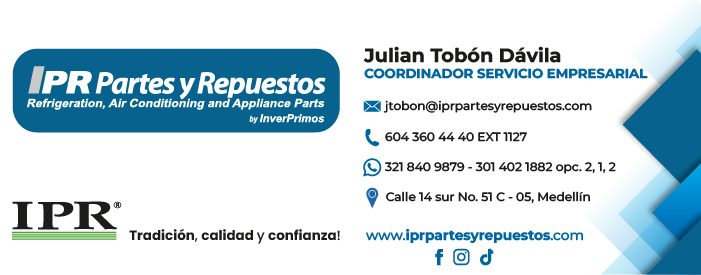 IPR Partes y Repuestos
Refrigeration, Air Conditioning and Appliance Parts
by InverPrimos
IPR®
Tradición, calidad y confianza!
Julian Tobón Dávila
COORDINADOR SERVICIO EMPRESARIAL
jtobon@iprpartesyrepuestos.com
604 360 44 40 EXT 1127
321 840 9879 - 301 402 1882 opc. 2, 1, 2
Calle 14 sur No. 51 C - 05, Medellín
www.iprpartesyrepuestos.com